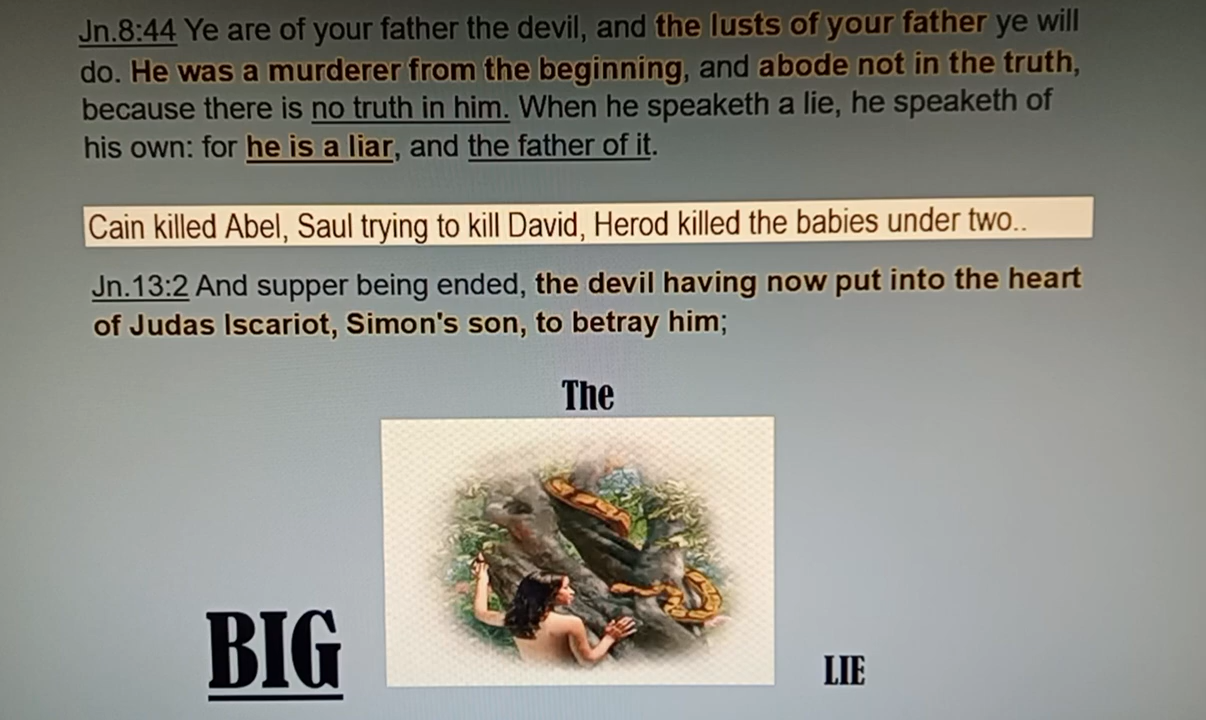 Jn.8:44 Ye are of your father the devil, and the lusts of your father ye will
do. He was a murderer from the beginning, and abode not in the truth,
because there is no truth in him. When he speaketh a lie, he speaketh of
his own: for he is a liar, and the father of it.
Cain killed Abel, Saul trying to kill David, Herod killed the babies under two..
Jn.13:2 And supper being ended, the devil having now put into the heart
of Judas Iscariot, Simon's son, to betray him;
The
BIG
LIE